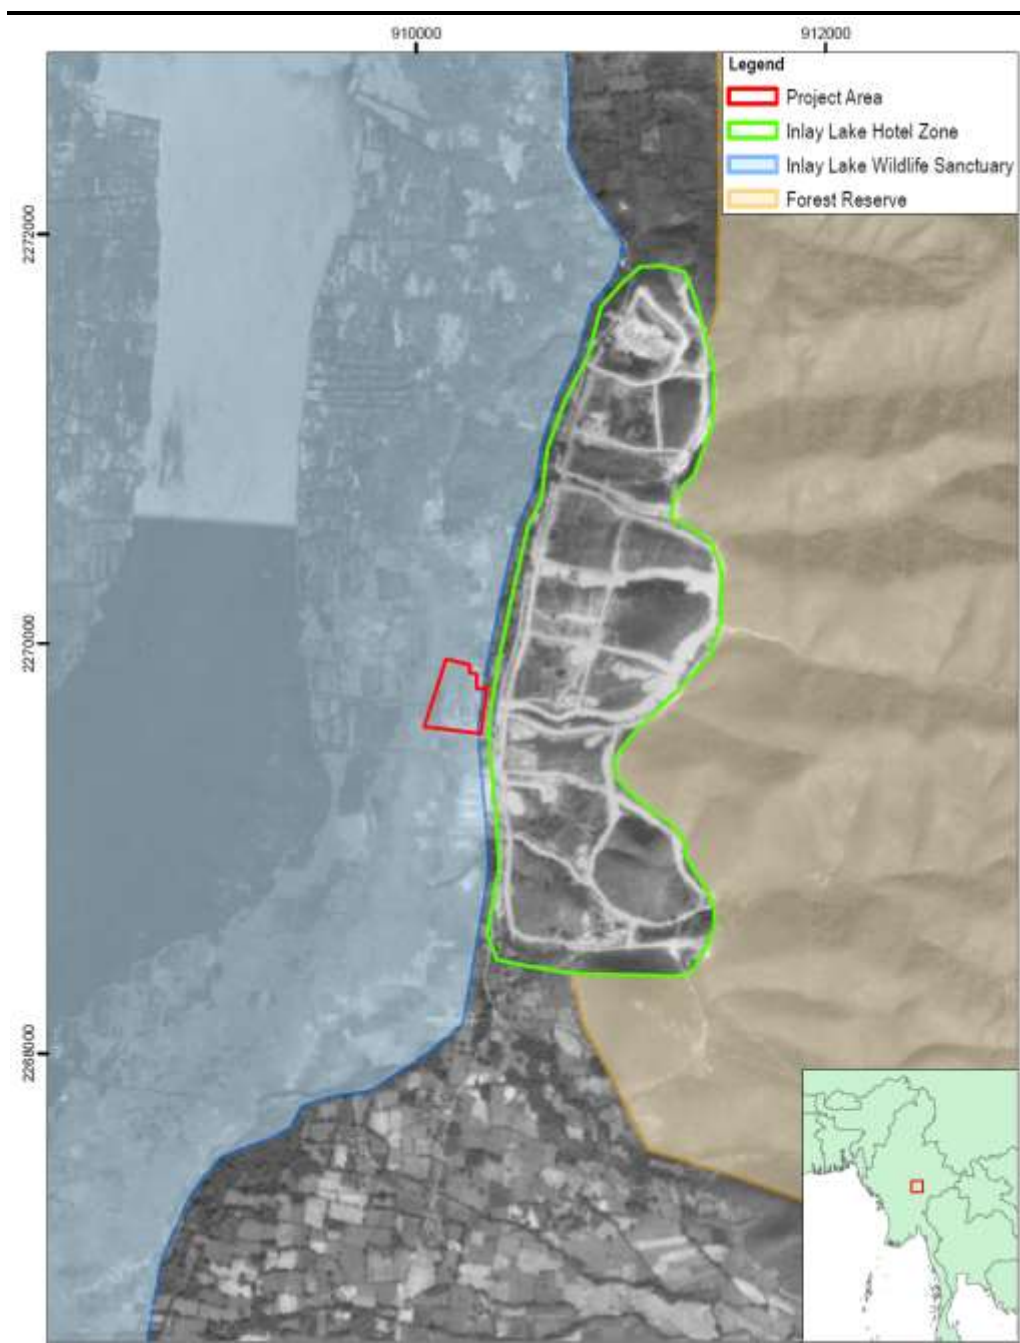 910000
912000
Legend
Project Area
Inlay Lake Hotel Zone
Inlay Lake Wildlife Sanctuary
Forest Reserve
2272000
2270000
2268000